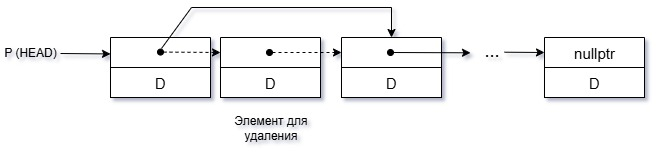 P (HEAD)
...
nullptr
D
D
D
D
Элемент для
удаления